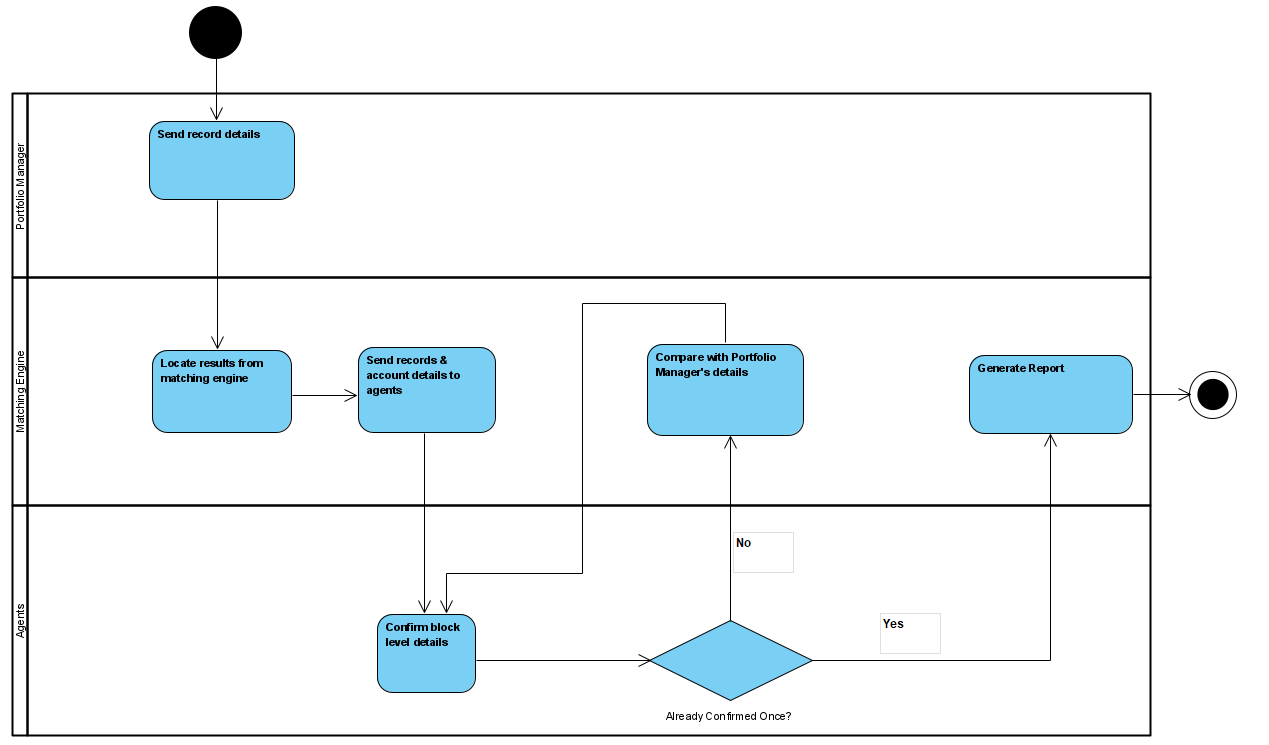 Portfolio Manager
Send record details
Matching Engine
Locate results from
matching engine
Send records &
account details to
agents
Compare with Portfolio
Manager's details
Generate Report
Agents
No
Yes
Confirm block
level details
Already Confirmed Once?